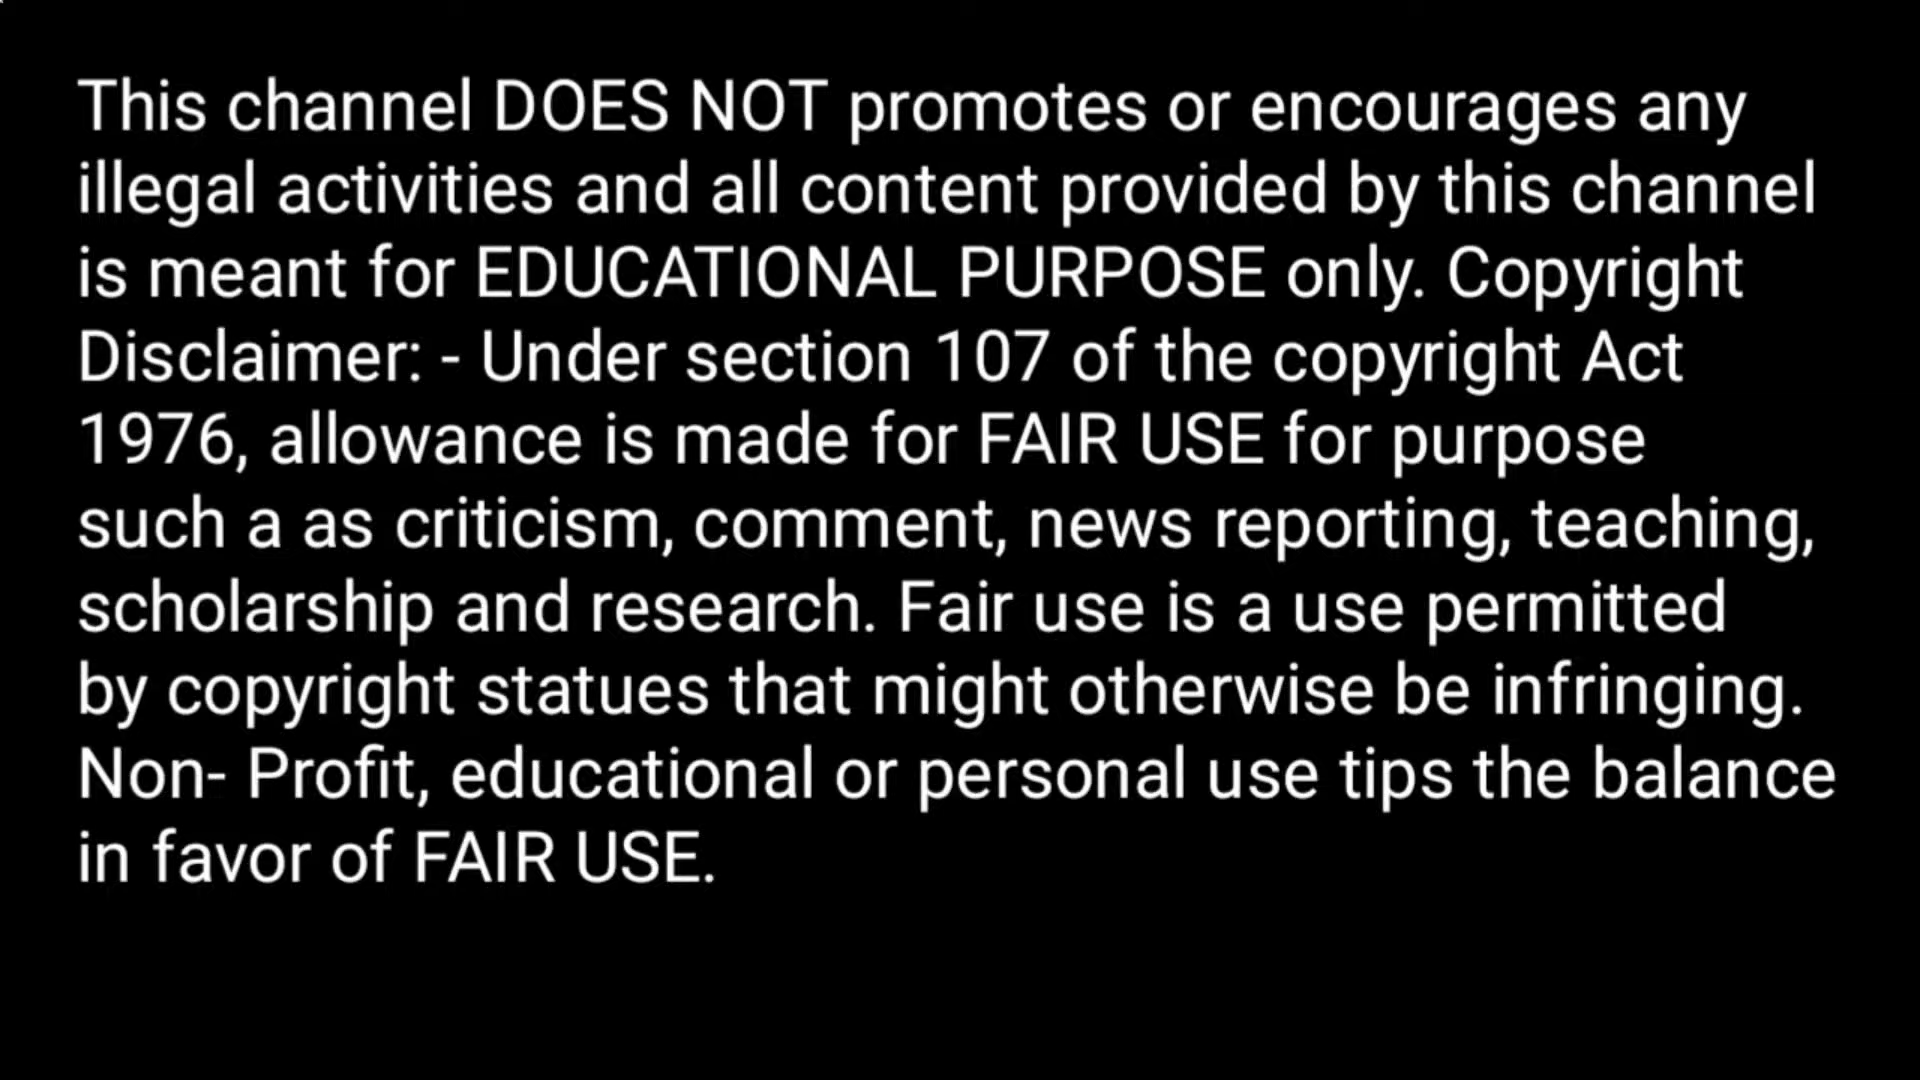 This channel DOES NOT promotes or encourages any
illegal activities and all content provided by this channel
is meant for EDUCATIONAL PURPOSE only. Copyright
Disclaimer: - Under section 107 of the copyright Act
1976, allowance is made for FAIR USE for purpose
such a as criticism, comment, news reporting, teaching,
scholarship and research. Fair use is a use permitted
by copyright statues that might otherwise be infringing.
Non- Profit, educational or personal use tips the balance
in favor of FAIR USE.